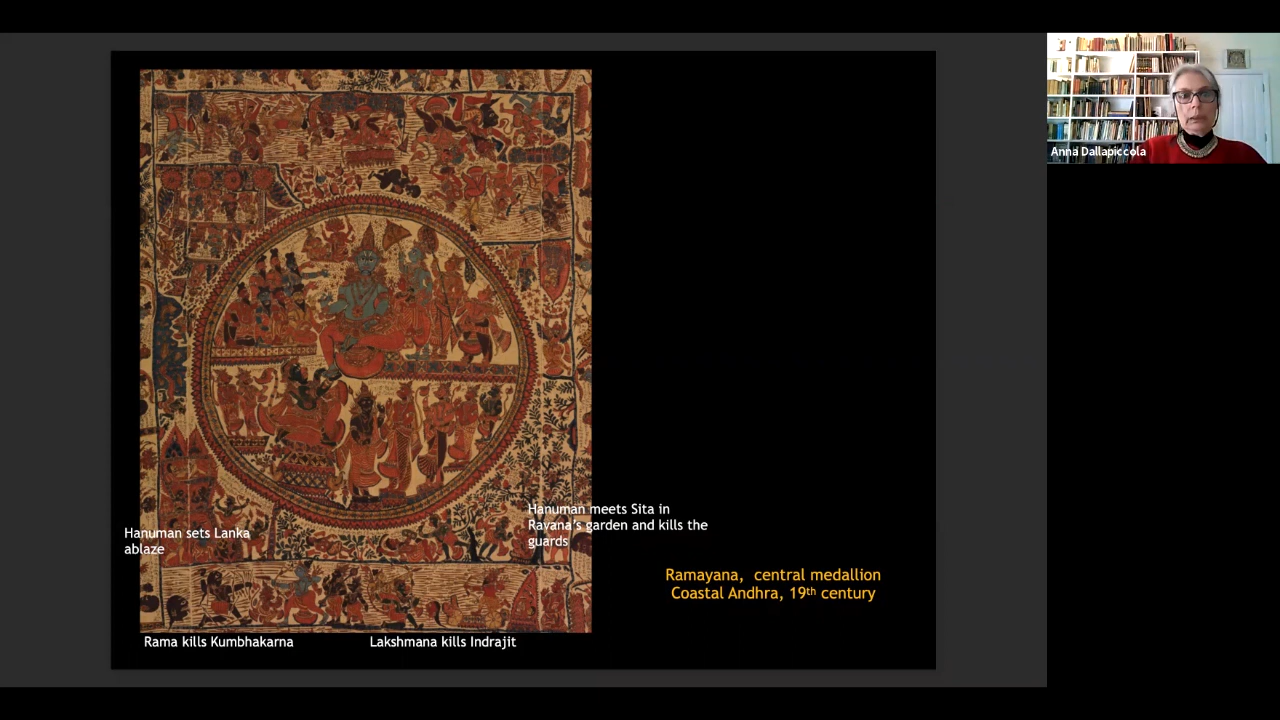 Anna Dallapiccola
Hanuman meets Sita in
Ravana's garden and kills the
guards
Hanuman sets Lanka
ablaze
Ramayana, central medallion
Coastal Andhra, 19th century
Rama kills Kumbhakarna
Lakshmana kills Indrajit